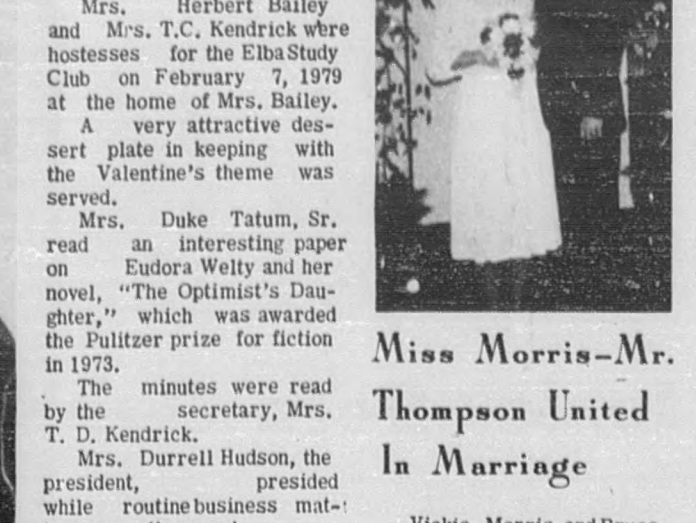 Mrs. Herbert Bailey
and Mrs. T.C. Kendrick were
hostesses for the Elba Study
Club on February 7, 1979
at the home of Mrs. Bailey.
A very attractive des-
sert plate in keeping with
the Valentine's theme was
served.
Mrs. Duke Tatum, Sr.
read an interesting paper
on Eudora Welty and her
novel, "The Optimist's Dau-
ghter," which was awarded
the Pulitzer prize for fiction
in 1973.
The minutes were read
by the secretary, Mrs.
T. D. Kendrick.
Mrs. Durrell Hudson, the
president, presided
while routine business mat-
Miss Morris-Mr.
Thompson United
In Marriage